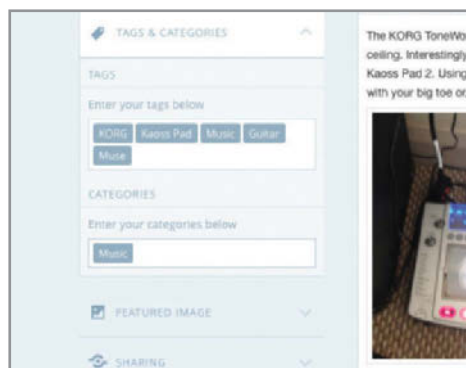 TAGS & CATEGORIES
TAGS
Enter your tags below
KORG Kaoss Pad Music Guitar
Muse
CATEGORIES
Enter your categories below
Music
FEATURED IMAGE
SHARING
The KORG ToneWo
ceiling. Interestingly
Kaoss Pad 2. Using
with your big toe or